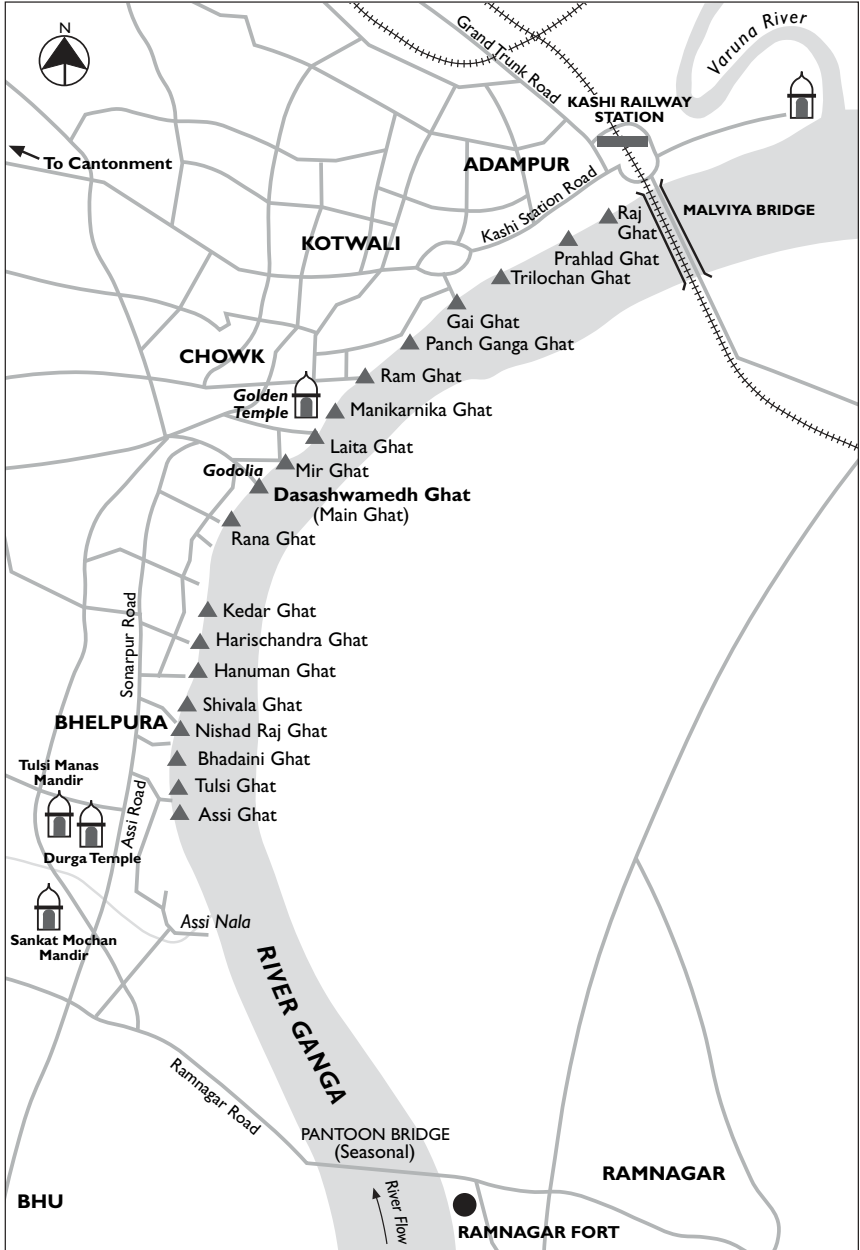 N
Varuna River
Grand Trunk Road
KASHI RAILWAY
STATION
To Cantonment
ADAMPUR
Kashi Station Road
Raj
Ghat
MALVIYA BRIDGE
KOTWALI
Prahlad Ghat
Trilochan Ghat
Gai Ghat
Panch Ganga Ghat
CHOWK
Ram Ghat
Golden
Temple
Manikarnika Ghat
Laita Ghat
Godolia
Mir Ghat
Dasashwamedh Ghat
(Main Ghat)
Rana Ghat
Sonarpur Road
Kedar Ghat
Harischandra Ghat
Hanuman Ghat
Shivala Ghat
BHELPURA
Nishad Raj Ghat
Bhadaini Ghat
Tulsi Manas
Mandir
Tulsi Ghat
Assi Road
Assi Ghat
Durga Temple
Assi Nala
Sankat Mochan
Mandir
RIVER GANGA
Ramnagar Road
PANTOON BRIDGE
(Seasonal)
RAMNAGAR
BHU
River Flow
RAMNAGAR FORT